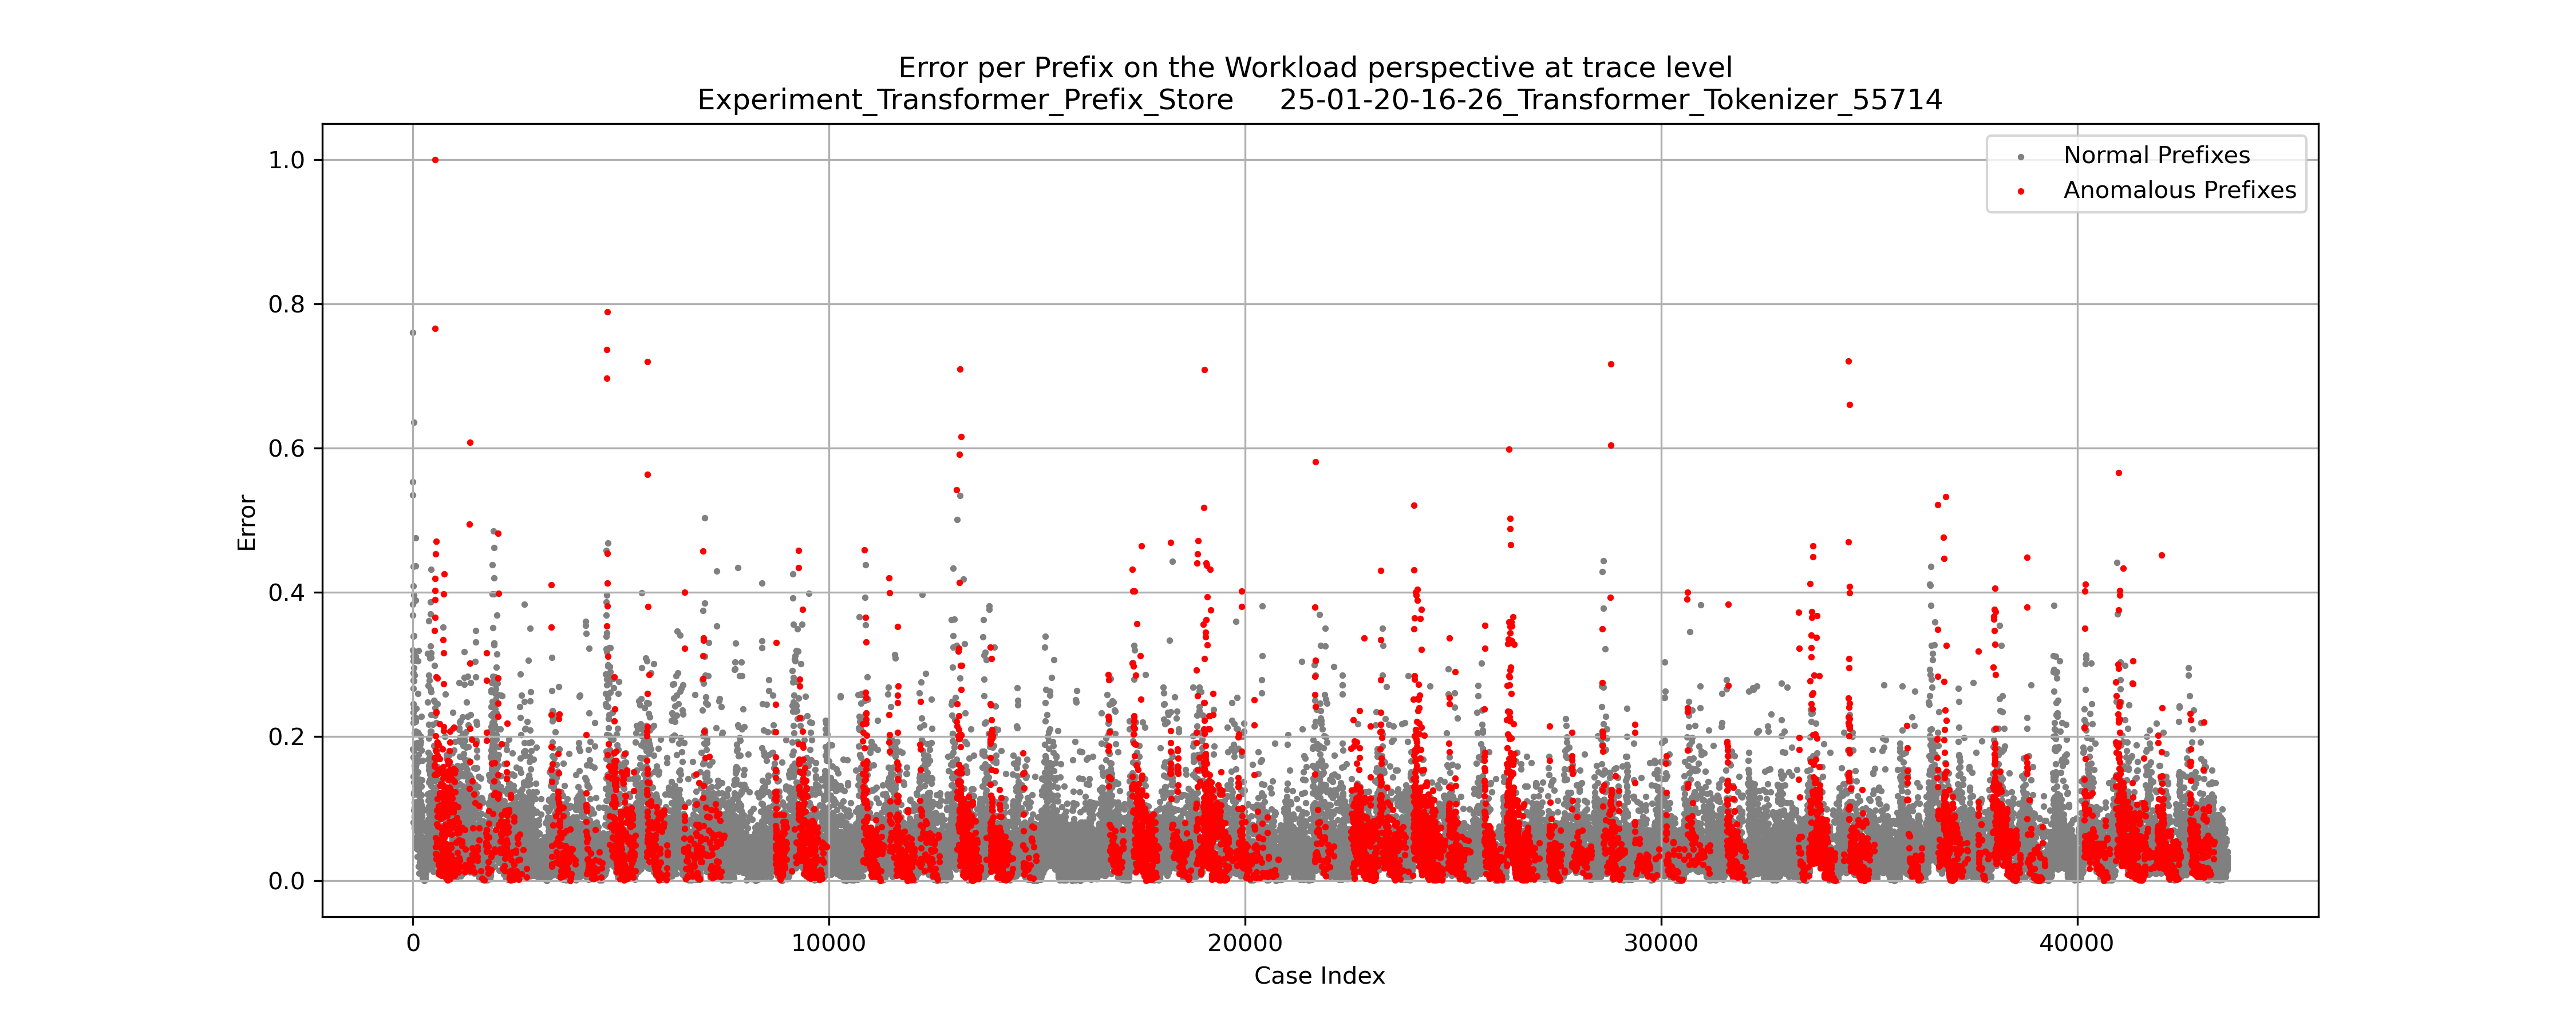 Error per Prefix on the Workload perspective at trace level
Experiment_Transformer_Prefix_Store 25-01-20-16-26_Transformer_Tokenizer_55714
Normal Prefixes
Anomalous Prefixes
Error
1.0
0.8
0.6
0.4
0.2
0.0
0 10000 20000 30000 40000
Case Index